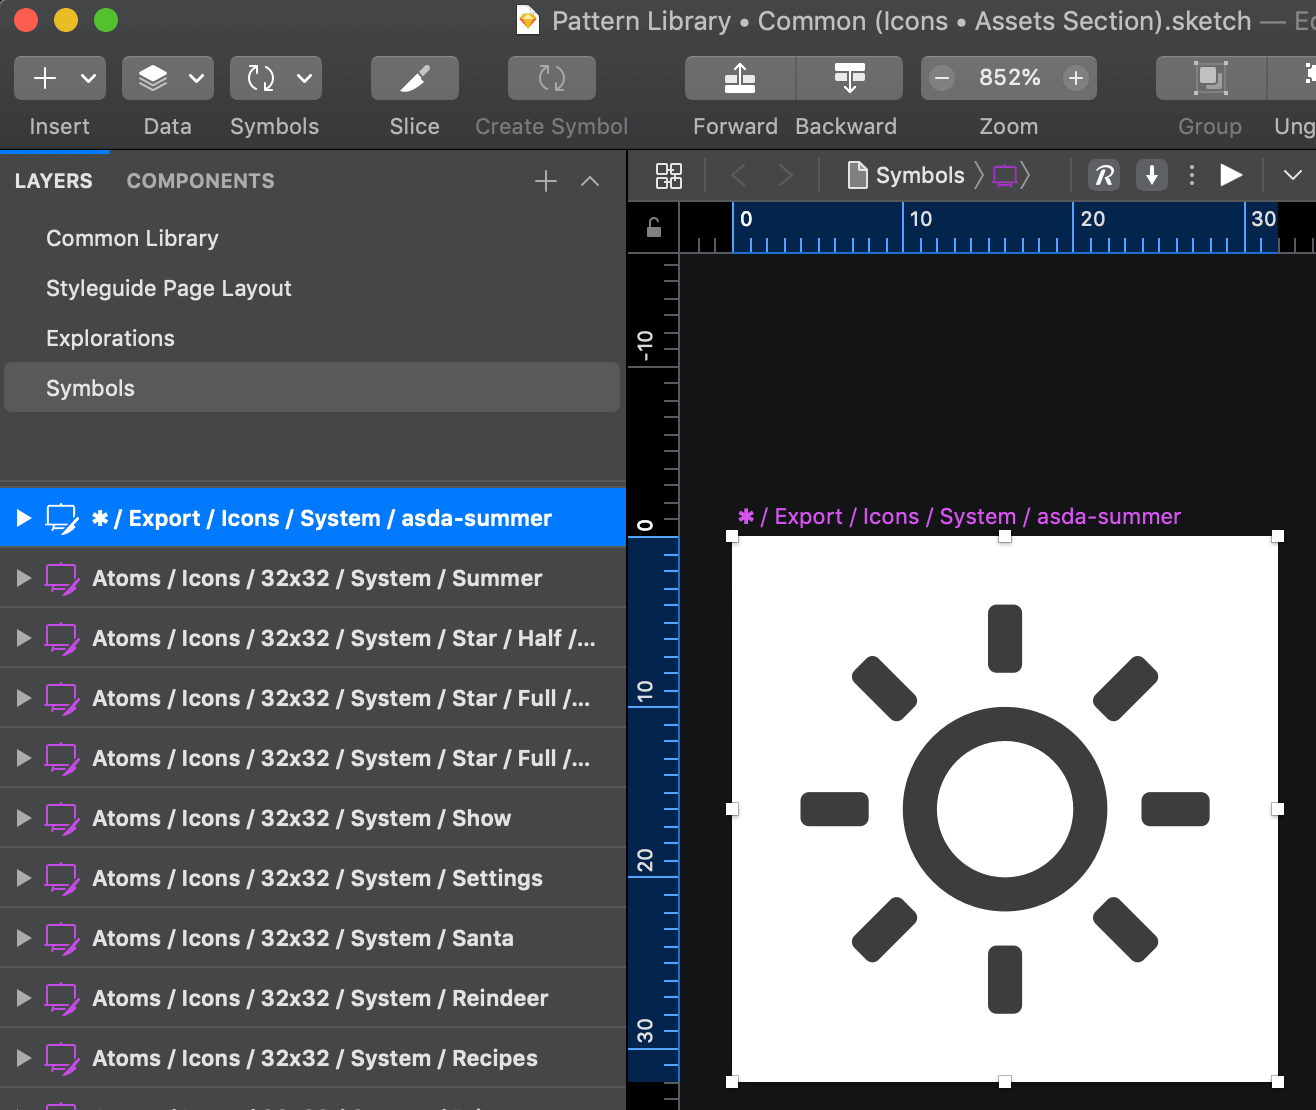 Pattern Library • Common (Icons • Assets Section).sketch —
852%
Insert Data Symbols Slice Create Symbol Forward Backward Zoom Group
LAYERS COMPONENTS
Symbols
Common Library
Styleguide Page Layout
Explorations
Symbols
0 10 20 30
-10
0
10
20
30
✱ / Export / Icons / System / asda-summer
Atoms / Icons / 32x32 / System / Summer
Atoms / Icons / 32x32 / System / Star / Half /...
Atoms / Icons / 32x32 / System / Star / Full /...
Atoms / Icons / 32x32 / System / Star / Full /...
Atoms / Icons / 32x32 / System / Show
Atoms / Icons / 32x32 / System / Settings
Atoms / Icons / 32x32 / System / Santa
Atoms / Icons / 32x32 / System / Reindeer
Atoms / Icons / 32x32 / System / Recipes
✱ / Export / Icons / System / asda-summer